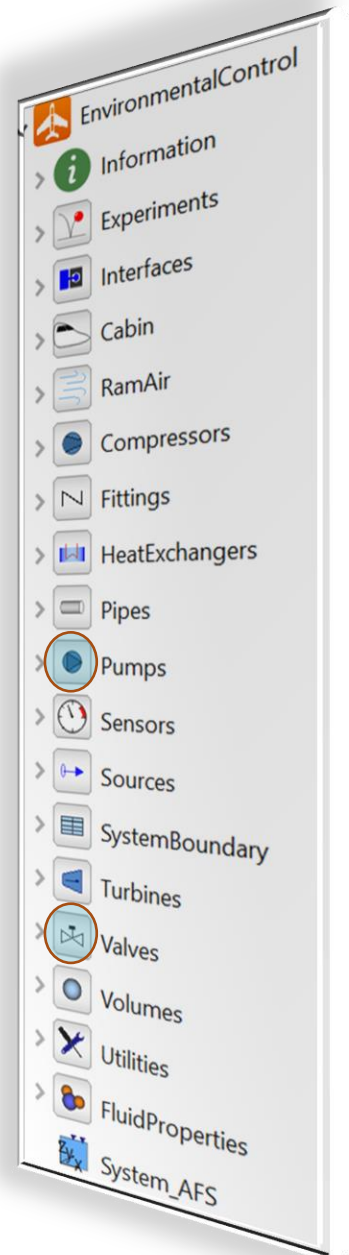 EnvironmentalControl
Information
Experiments
Interfaces
Cabin
RamAir
Compressors
Fittings
HeatExchangers
Pipes
Pumps
Sensors
Sources
SystemBoundary
Turbines
Valves
Volumes
Utilities
FluidProperties
System_AFS